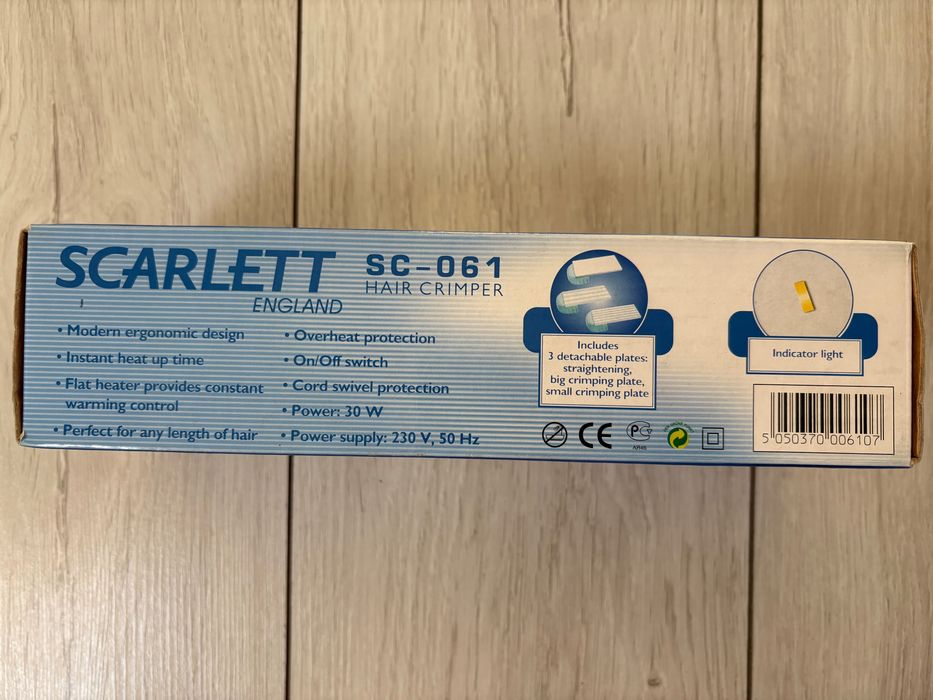 SCARLETT
ENGLAND
SC-061
HAIR CRIMPER
• Modern ergonomic design
• Instant heat up time
• Flat heater provides constant
warming control
• Perfect for any length of hair
• Overheat protection
• On/Off switch
• Cord swivel protection
• Power: 30 W
• Power supply: 230 V, 50 Hz
Includes
3 detachable plates:
straightening,
big crimping plate,
small crimping plate
Indicator light
CE
5 050370 006107